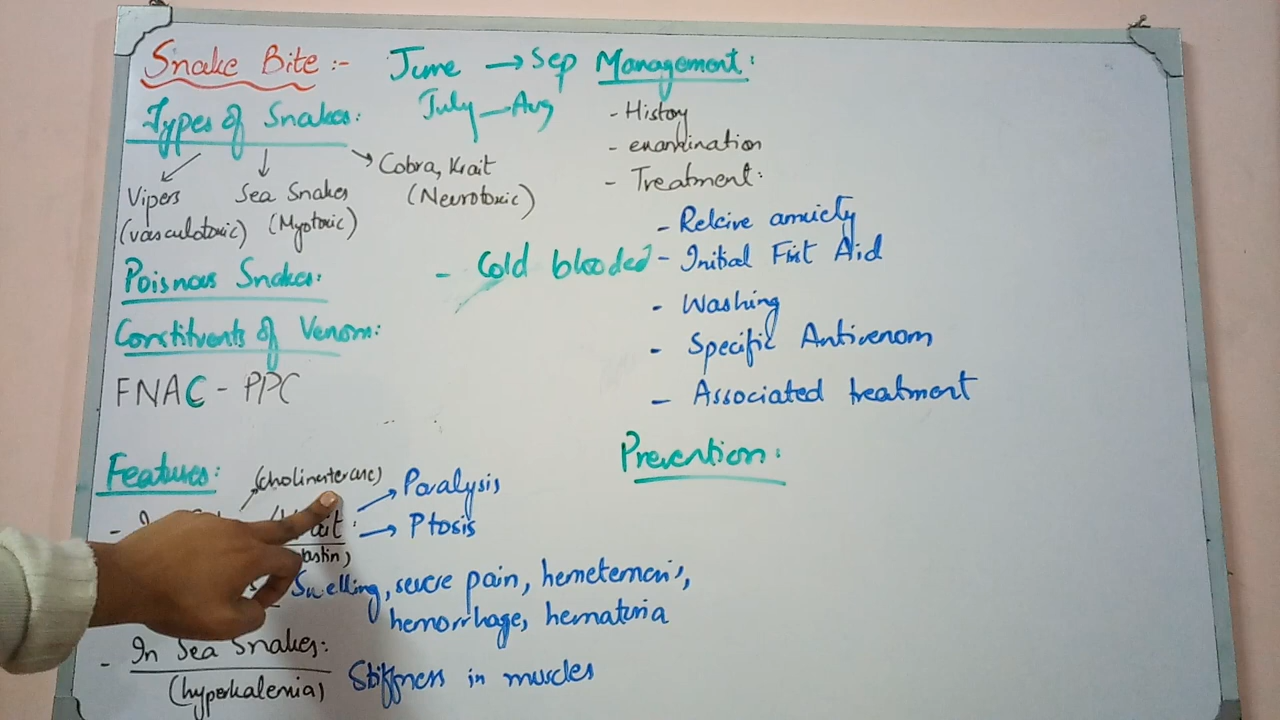 Snake Bite :-
June → Sep
July — Aug
Types of Snakes:
Vipers
(vasculotoxic)
Sea Snakes
(Myotoxic)
Cobra, Krait
(Neurotoxic)
Poisnous Snakes:
- Cold blooded
Constituents of Venom:
FNAC - PPC
Features:
(cholinesterase)
- In
Krait:
→ Paralysis
→ Ptosis
Swelling, severe pain, hemetemesis,
hemorrhage, hematuria
- In Sea Snakes:
(hyperkalemia)
Stiffness in muscles
Management:
- History
- examination
- Treatment:
- Releive anxiety
- Initial First Aid
- Washing
- Specific Antivenom
- Associated treatment
Prevention: